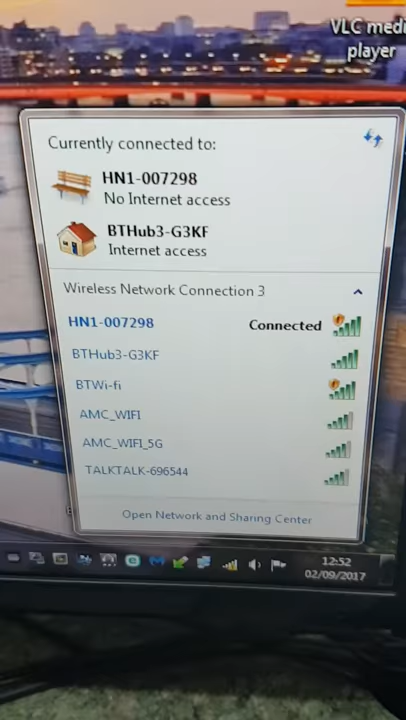 VLC medi
player
Currently connected to:
HN1-007298
No Internet access
BTHub3-G3KF
Internet access
Wireless Network Connection 3
HN1-007298 Connected
BTHub3-G3KF
BTWi-fi
AMC_WIFI
AMC_WIFI_5G
TALKTALK-696544
Open Network and Sharing Center
12:52
02/09/2017